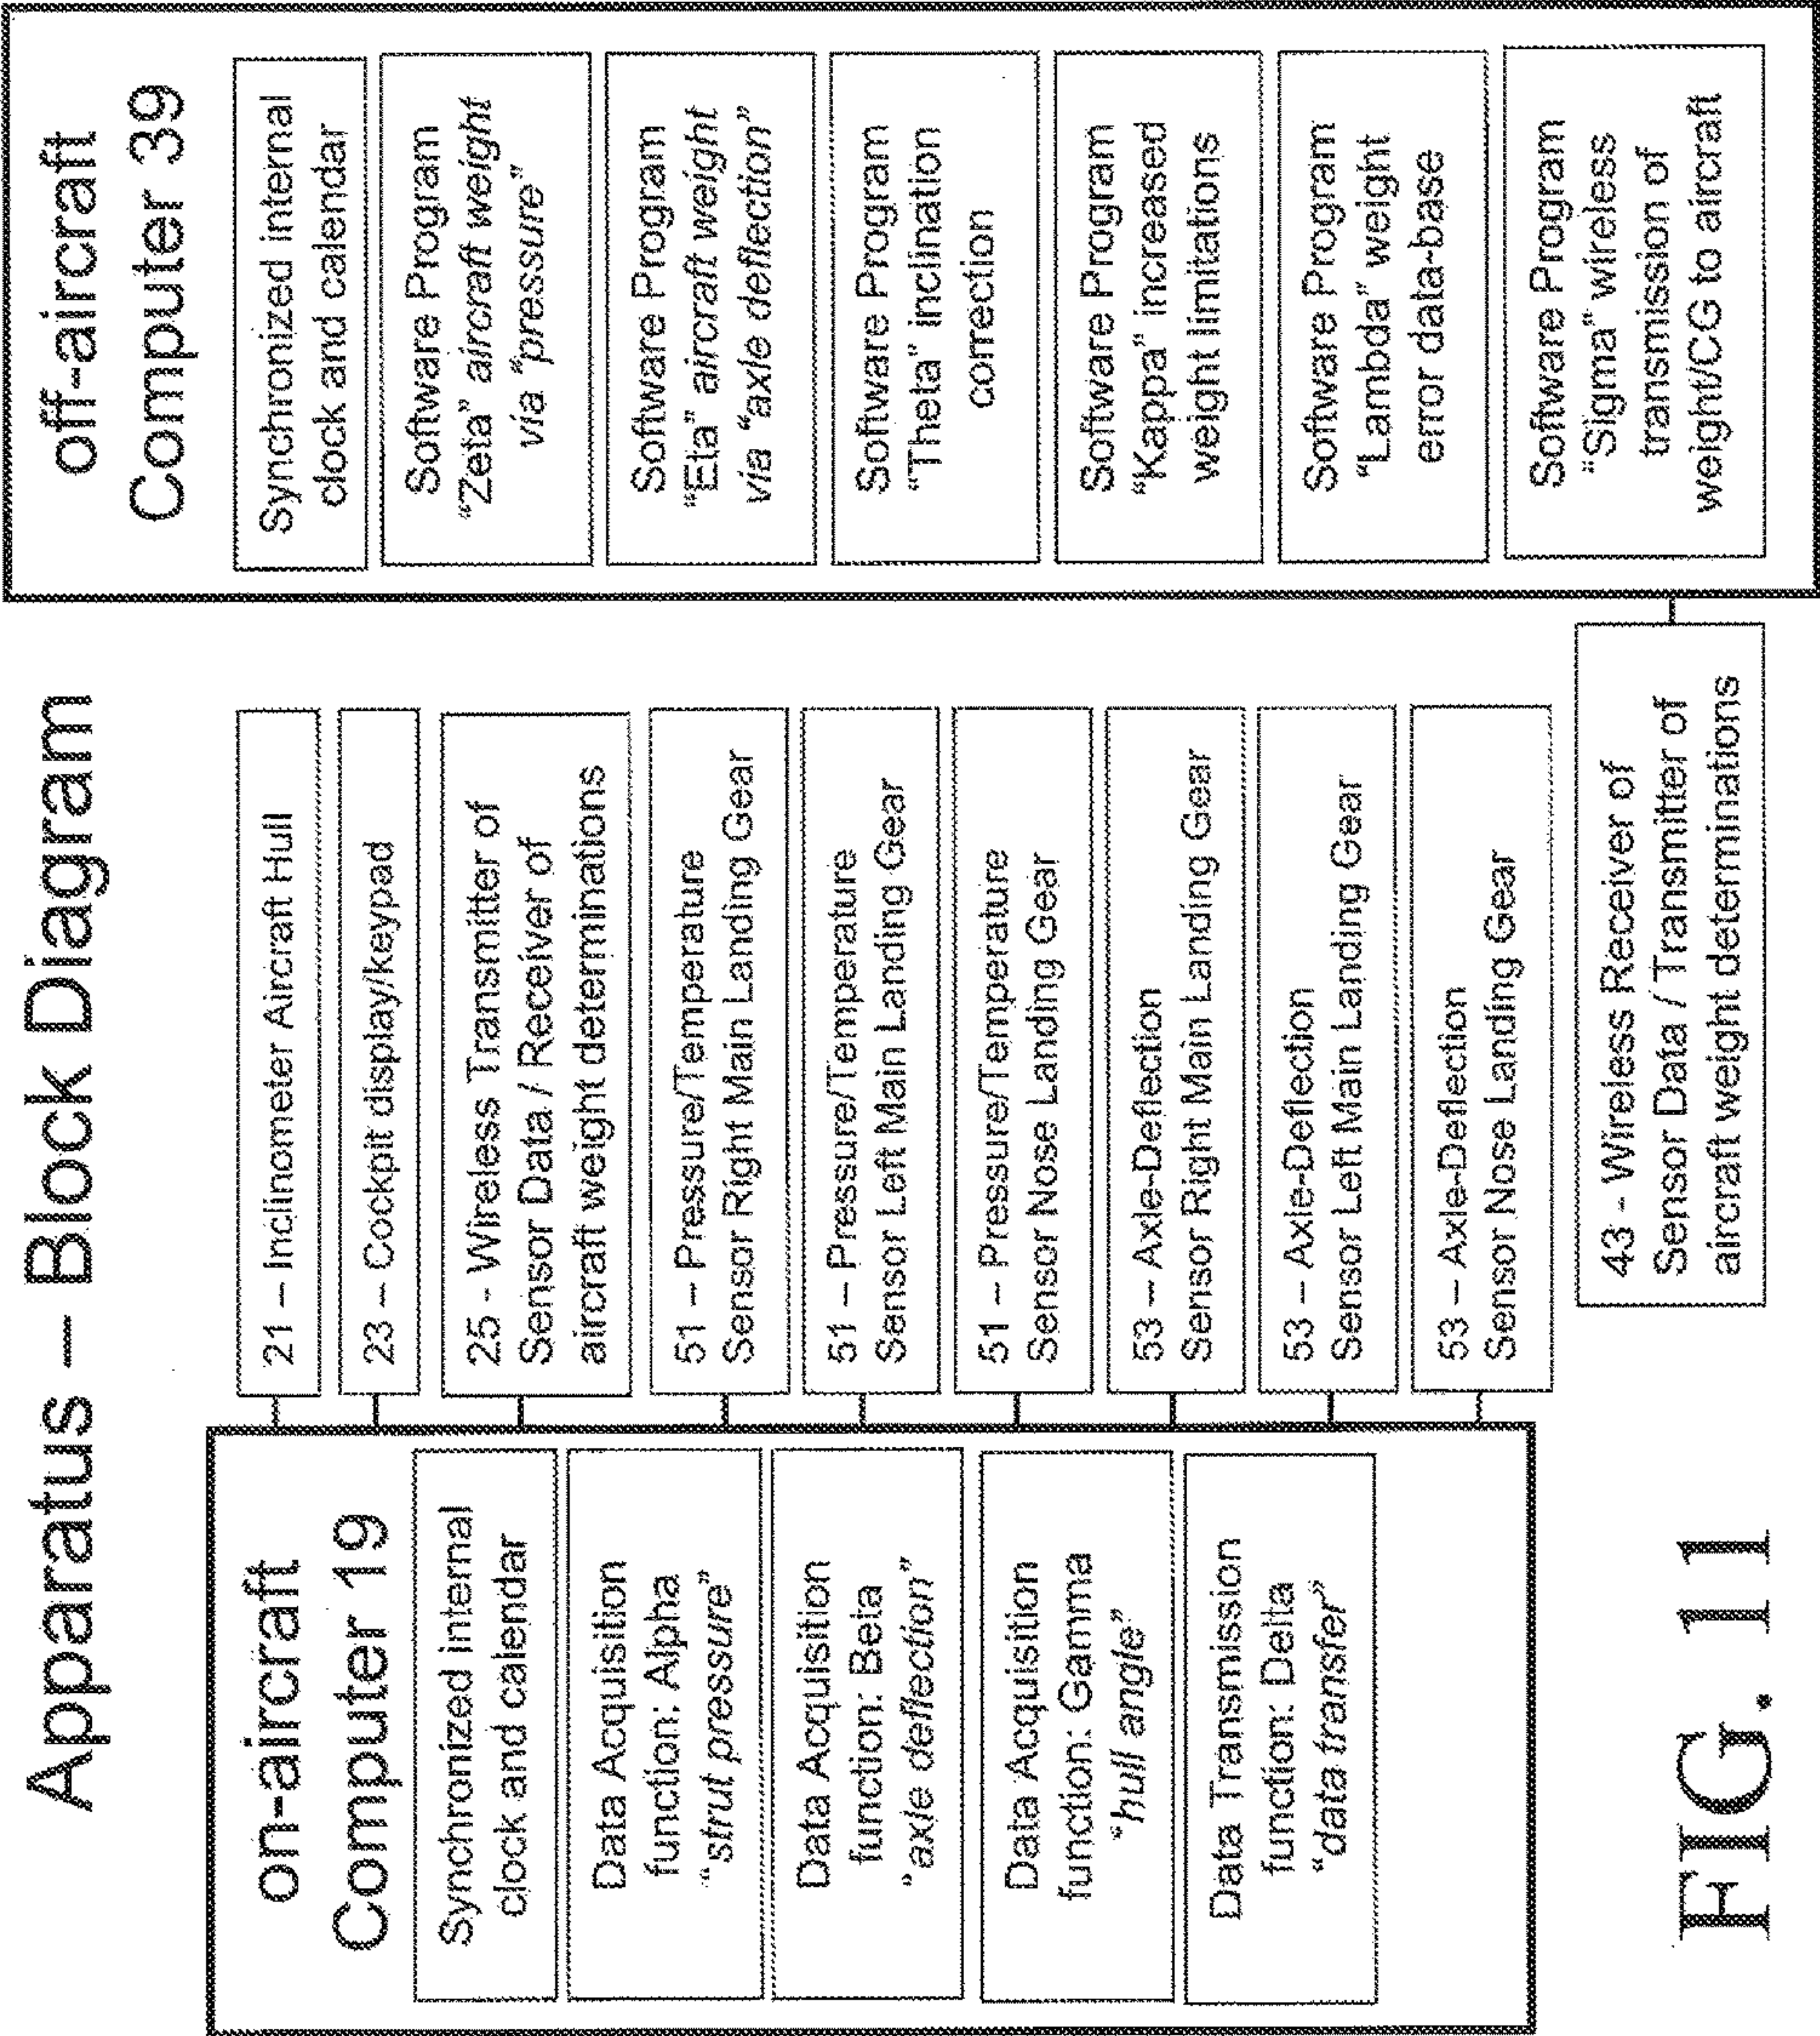 Apparatus – Block Diagram
on-aircraft
Computer 19
Synchronized internal
clock and calendar
Data Acquisition
function: Alpha
“strut pressure”
Data Acquisition
function: Beta
“axle deflection”
Data Acquisition
function: Gamma
“hull angle”
Data Transmission
function: Delta
“data transfer”
21 – Inclinometer Aircraft Hull
23 – Cockpit display/keypad
25 - Wireless Transmitter of
Sensor Data / Receiver of
aircraft weight determinations
51 – Pressure/Temperature
Sensor Right Main Landing Gear
51 – Pressure/Temperature
Sensor Left Main Landing Gear
51 – Pressure/Temperature
Sensor Nose Landing Gear
53 – Axle-Deflection
Sensor Right Main Landing Gear
53 – Axle-Deflection
Sensor Left Main Landing Gear
53 – Axle-Deflection
Sensor Nose Landing Gear
43 - Wireless Receiver of
Sensor Data / Transmitter of
aircraft weight determinations
off-aircraft
Computer 39
Synchronized internal
clock and calendar
Software Program
“Zeta” aircraft weight
via “pressure”
Software Program
“Eta” aircraft weight
via “axle deflection”
Software Program
“Theta” inclination
correction
Software Program
“Kappa” increased
weight limitations
Software Program
“Lambda” weight
error data-base
Software Program
“Sigma” wireless
transmission of
weight/CG to aircraft
FIG. 11